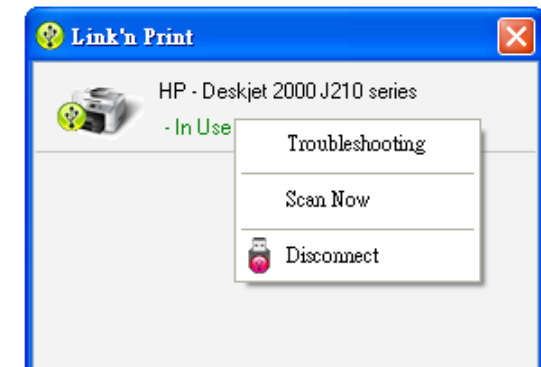 Link'n Print
HP - Deskjet 2000 J210 series
- In Use
Troubleshooting
Scan Now
Disconnect